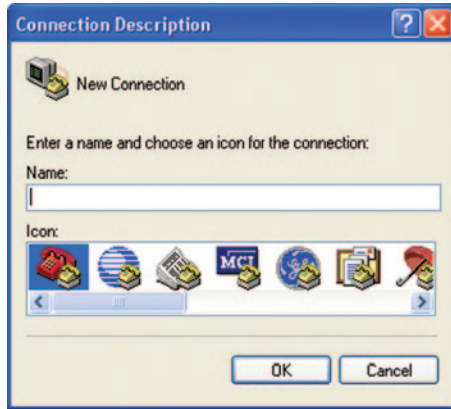 Connection Description
New Connection
Enter a name and choose an icon for the connection:
Name:
Icon:
MCI
OK
Cancel